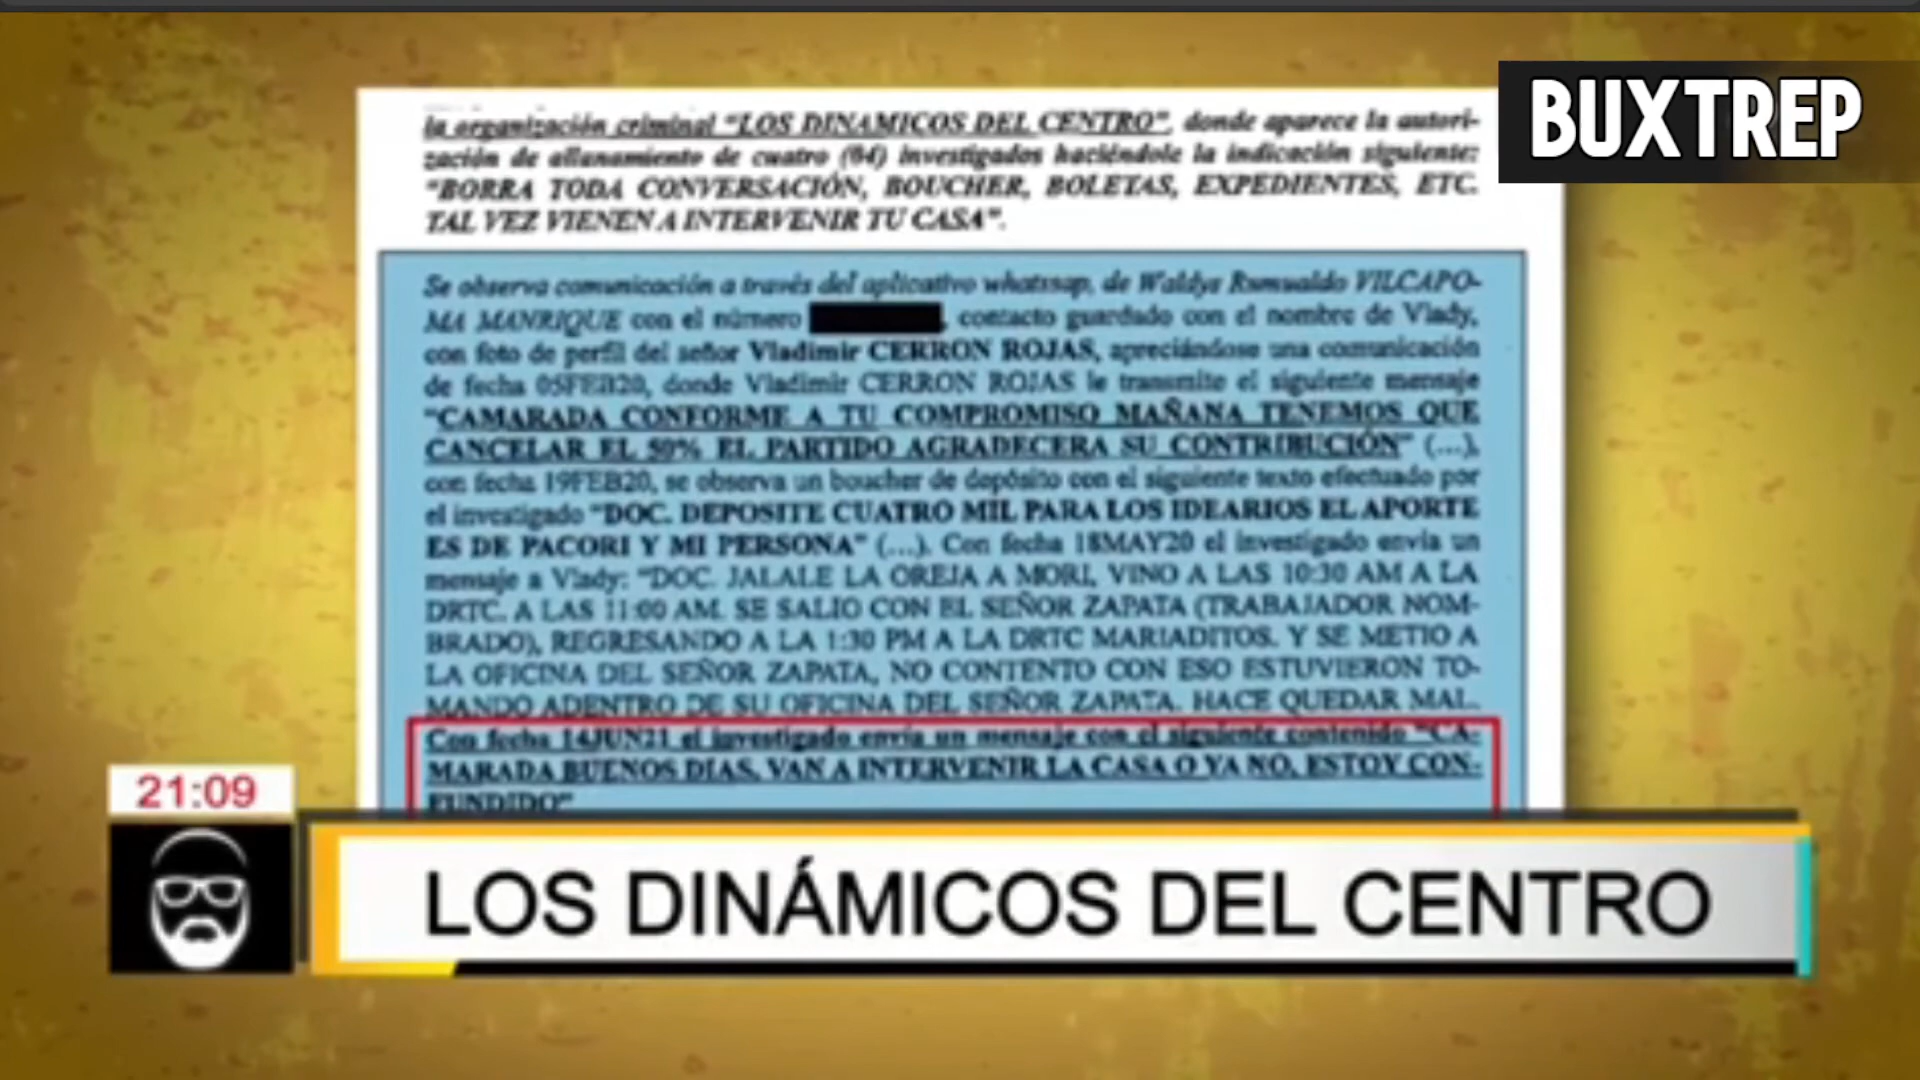 BUXTREP
la organización criminal "LOS DINAMICOS DEL CENTRO", donde aparece la autori-
zación de allanamiento de cuatro (04) investigados haciéndole la indicación siguiente:
"BORRA TODA CONVERSACIÓN, BOUCHER, BOLETAS, EXPEDIENTES, ETC.
TAL VEZ VIENEN A INTERVENIR TU CASA".
Se observa comunicación a través del aplicativo whatssap, de Waldys Rumualdo VILCAPO-
MA MANRIQUE con el número , contacto guardado con el nombre de Vlady,
con foto de perfil del señor Vladimir CERRON ROJAS, apreciándose una comunicación
de fecha 05FEB20, donde Vladimir CERRON ROJAS le transmite el siguiente mensaje
"CAMARADA CONFORME A TU COMPROMISO MAÑANA TENEMOS QUE
CANCELAR EL 50% EL PARTIDO AGRADECERA SU CONTRIBUCIÓN" (...),
con fecha 19FEB20, se observa un boucher de depósito con el siguiente texto efectuado por
el investigado "DOC. DEPOSITE CUATRO MIL PARA LOS IDEARIOS EL APORTE
ES DE PACORI Y MI PERSONA" (...). Con fecha 18MAY20 el investigado envía un
mensaje a Vlady: "DOC. JALALE LA OREJA A MORI, VINO A LAS 10:30 AM A LA
DRTC. A LAS 11:00 AM. SE SALIO CON EL SEÑOR ZAPATA (TRABAJADOR NOM-
BRADO), REGRESANDO A LA 1:30 PM A LA DRTC MARIADITOS. Y SE METIO A
LA OFICINA DEL SEÑOR ZAPATA, NO CONTENTO CON ESO ESTUVIERON TO-
MANDO ADENTRO DE SU OFICINA DEL SEÑOR ZAPATA. HACE QUEDAR MAL.
Con fecha 14JUN21 el investigado envía un mensaje con el siguiente contenido "CA-
MARADA BUENOS DIAS, VAN A INTERVENIR LA CASA O YA NO, ESTOY CON-
FUNDIDO"
21:09
LOS DINÁMICOS DEL CENTRO